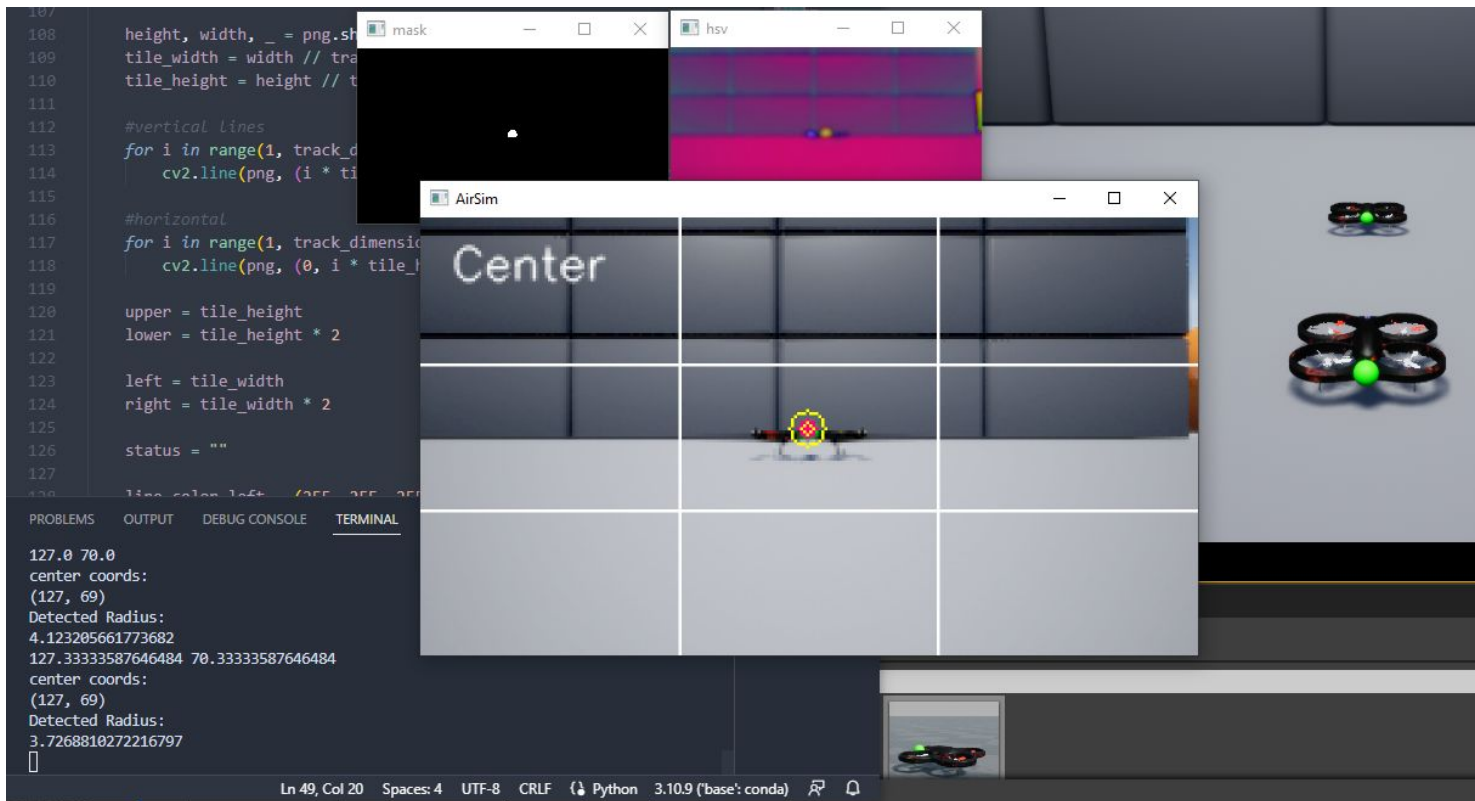 107
108 height, width, _ = png.sh
109 tile_width = width // tra
110 tile_height = height // t
111
112 #vertical lines
113 for i in range(1, track_d
114 cv2.line(png, (i * ti
115
116 #horizontal
117 for i in range(1, track_dimensio
118 cv2.line(png, (0, i * tile_h
119
120 upper = tile_height
121 lower = tile_height * 2
122
123 left = tile_width
124 right = tile_width * 2
125
126 status = ""
127
128 line_color_left (255, 255, 255
mask
hsv
AirSim
Center
PROBLEMS OUTPUT DEBUG CONSOLE TERMINAL
127.0 70.0
center coords:
(127, 69)
Detected Radius:
4.123205661773682
127.33333587646484 70.33333587646484
center coords:
(127, 69)
Detected Radius:
3.7268810272216797
Ln 49, Col 20 Spaces: 4 UTF-8 CRLF Python 3.10.9 ('base': conda)